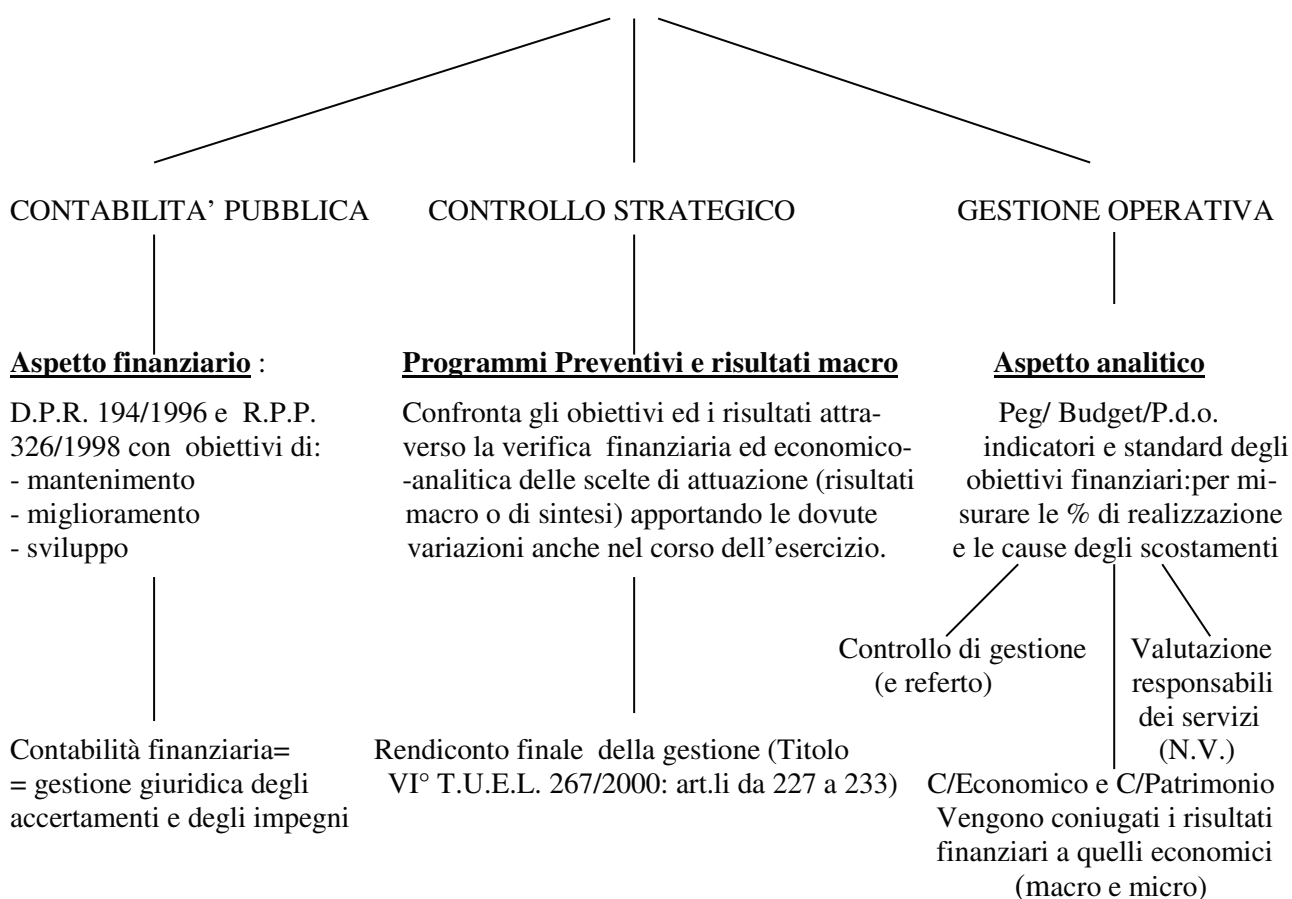 CONTABILITA’ PUBBLICA
CONTROLLO STRATEGICO
GESTIONE OPERATIVA
Aspetto finanziario :
D.P.R. 194/1996 e R.P.P.
326/1998 con obiettivi di:
- mantenimento
- miglioramento
- sviluppo
Contabilità finanziaria=
= gestione giuridica degli
accertamenti e degli impegni
Programmi Preventivi e risultati macro
Confronta gli obiettivi ed i risultati attra-
verso la verifica finanziaria ed economico-
-analitica delle scelte di attuazione (risultati
macro o di sintesi) apportando le dovute
variazioni anche nel corso dell’esercizio.
Rendiconto finale della gestione (Titolo
VI° T.U.E.L. 267/2000: art.li da 227 a 233)
Aspetto analitico
Peg/ Budget/P.d.o.
indicatori e standard degli
obiettivi finanziari:per mi-
surare le % di realizzazione
e le cause degli scostamenti
Controllo di gestione
(e referto)
Valutazione
responsabili
dei servizi
(N.V.)
C/Economico e C/Patrimonio
Vengono coniugati i risultati
finanziari a quelli economici
(macro e micro)